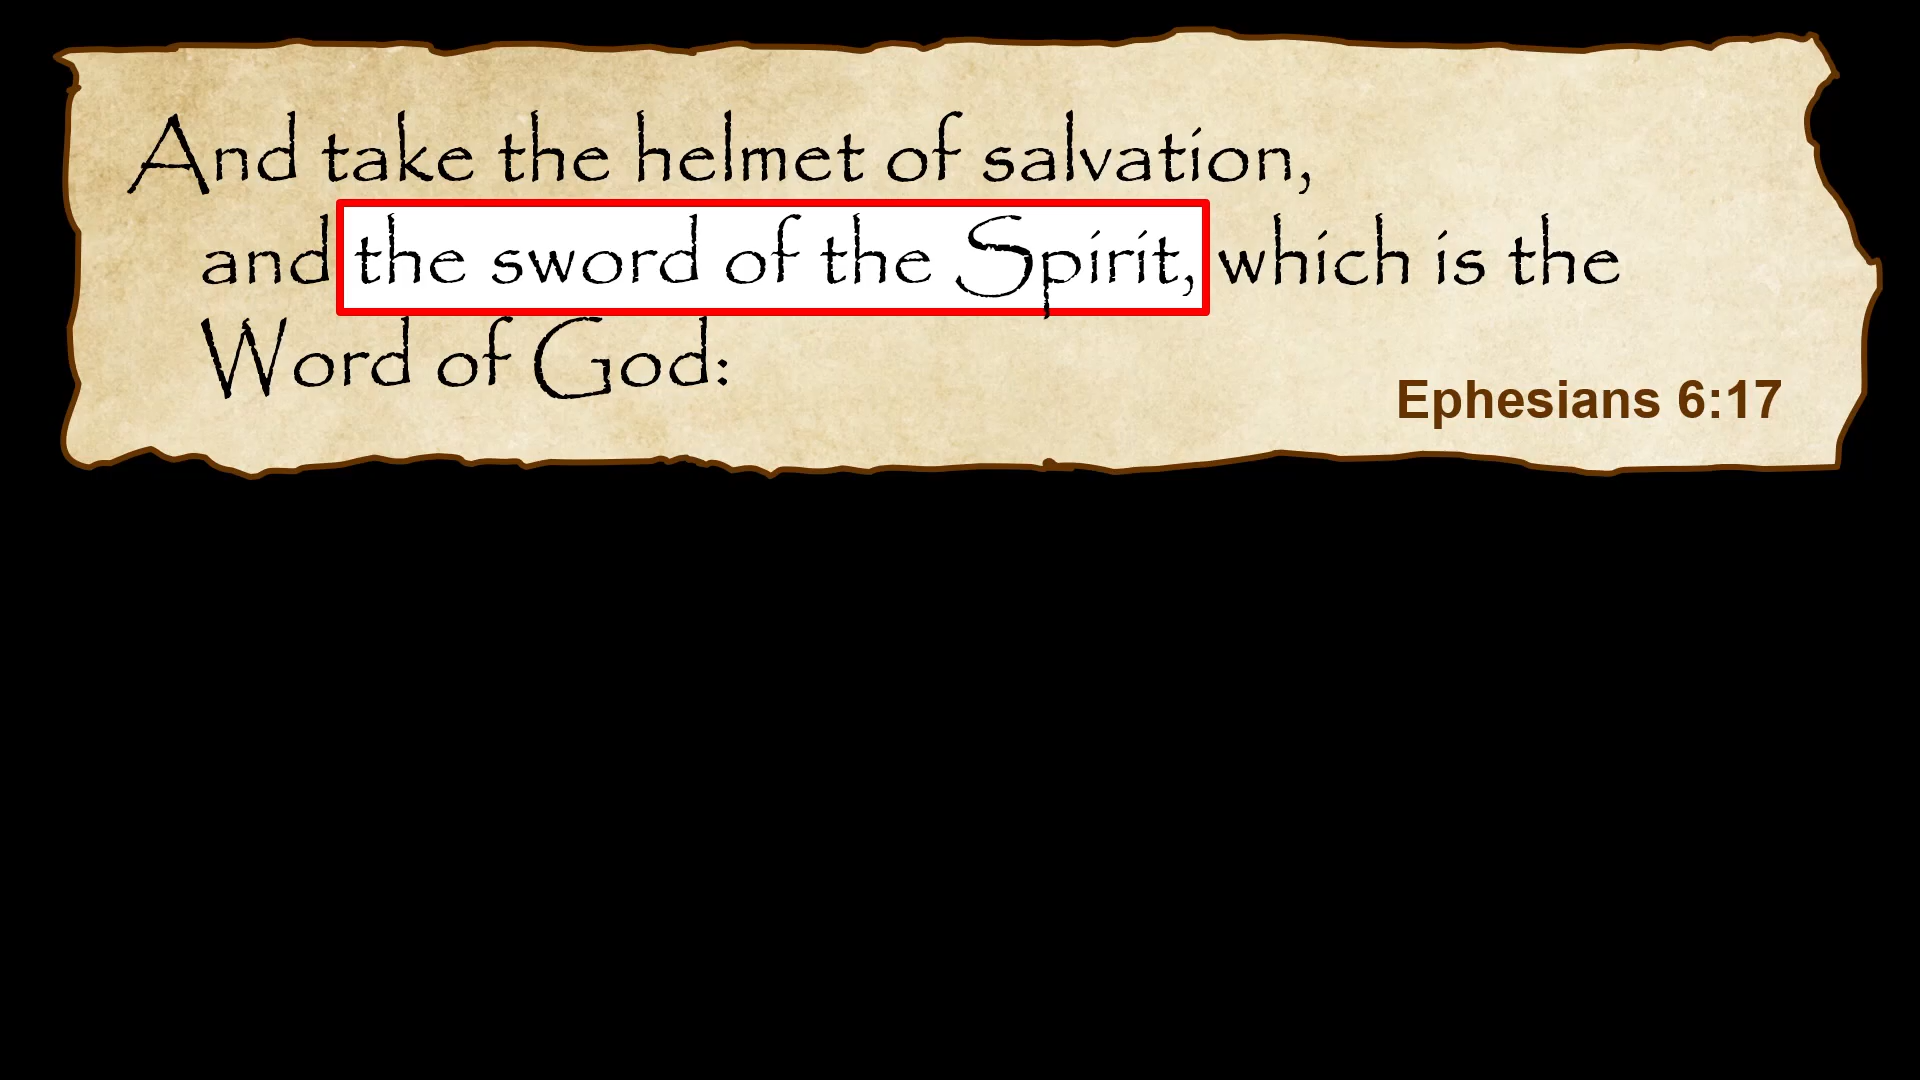 And take the helmet of salvation,
and the sword of the Spirit, which is the
Word of God:
Ephesians 6:17